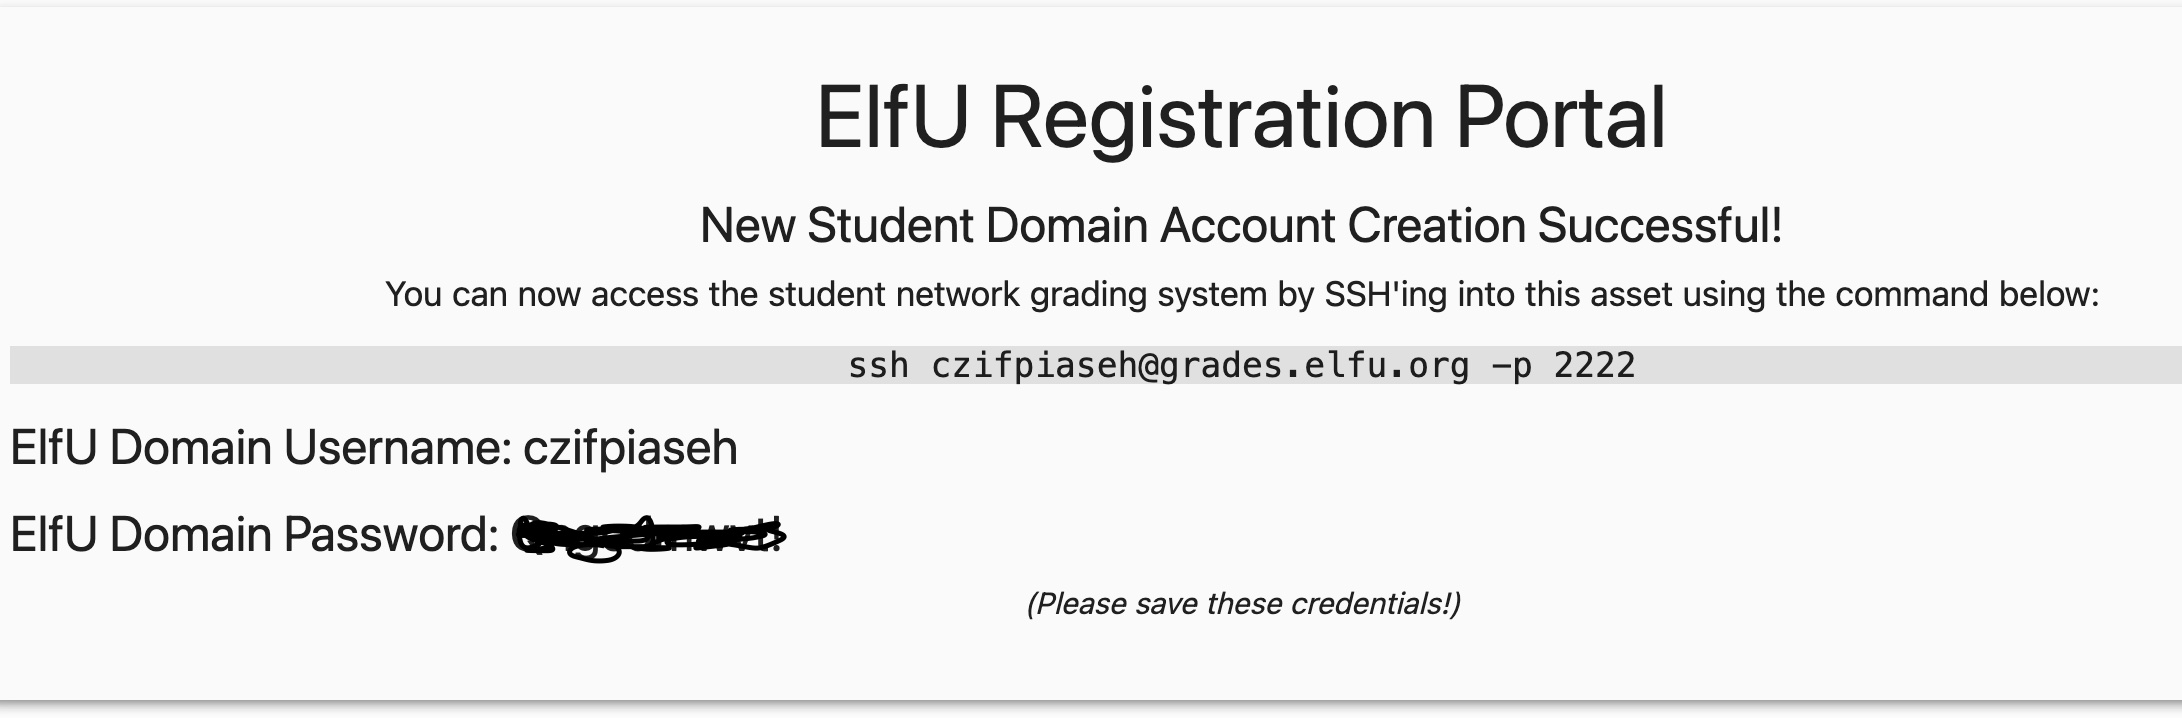 ElfU Registration Portal
New Student Domain Account Creation Successful!
You can now access the student network grading system by SSH'ing into this asset using the command below:
ssh czifpiaseh@grades.elfu.org -p 2222
ElfU Domain Username: czifpiaseh
ElfU Domain Password:
(Please save these credentials!)